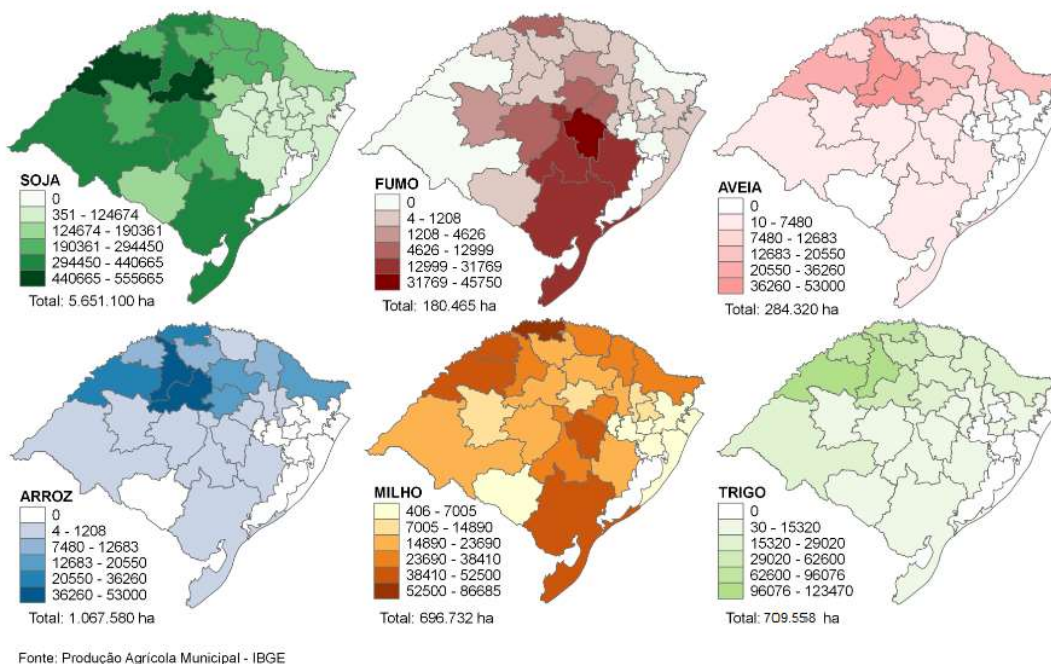 SOJA
0
351 - 124674
124674 - 190361
190361 - 294450
294450 - 440665
440665 - 555665
Total: 5.651.100 ha
FUMO
0
4 - 1208
1208 - 4626
4626 - 12999
12999 - 31769
31769 - 45750
Total: 180.465 ha
AVEIA
0
10 - 7480
7480 - 12683
12683 - 20550
20550 - 36260
36260 - 53000
Total: 284.320 ha
ARROZ
0
4 - 1208
7480 - 12683
12683 - 20550
20550 - 36260
36260 - 53000
Total: 1.067.580 ha
MILHO
406 - 7005
7005 - 14890
14890 - 23690
23690 - 38410
38410 - 52500
52500 - 86685
Total: 696.732 ha
TRIGO
0
30 - 15320
15320 - 29020
29020 - 62600
62600 - 96076
96076 - 123470
Total: 709.558 ha
Fonte: Produção Agrícola Municipal - IBGE